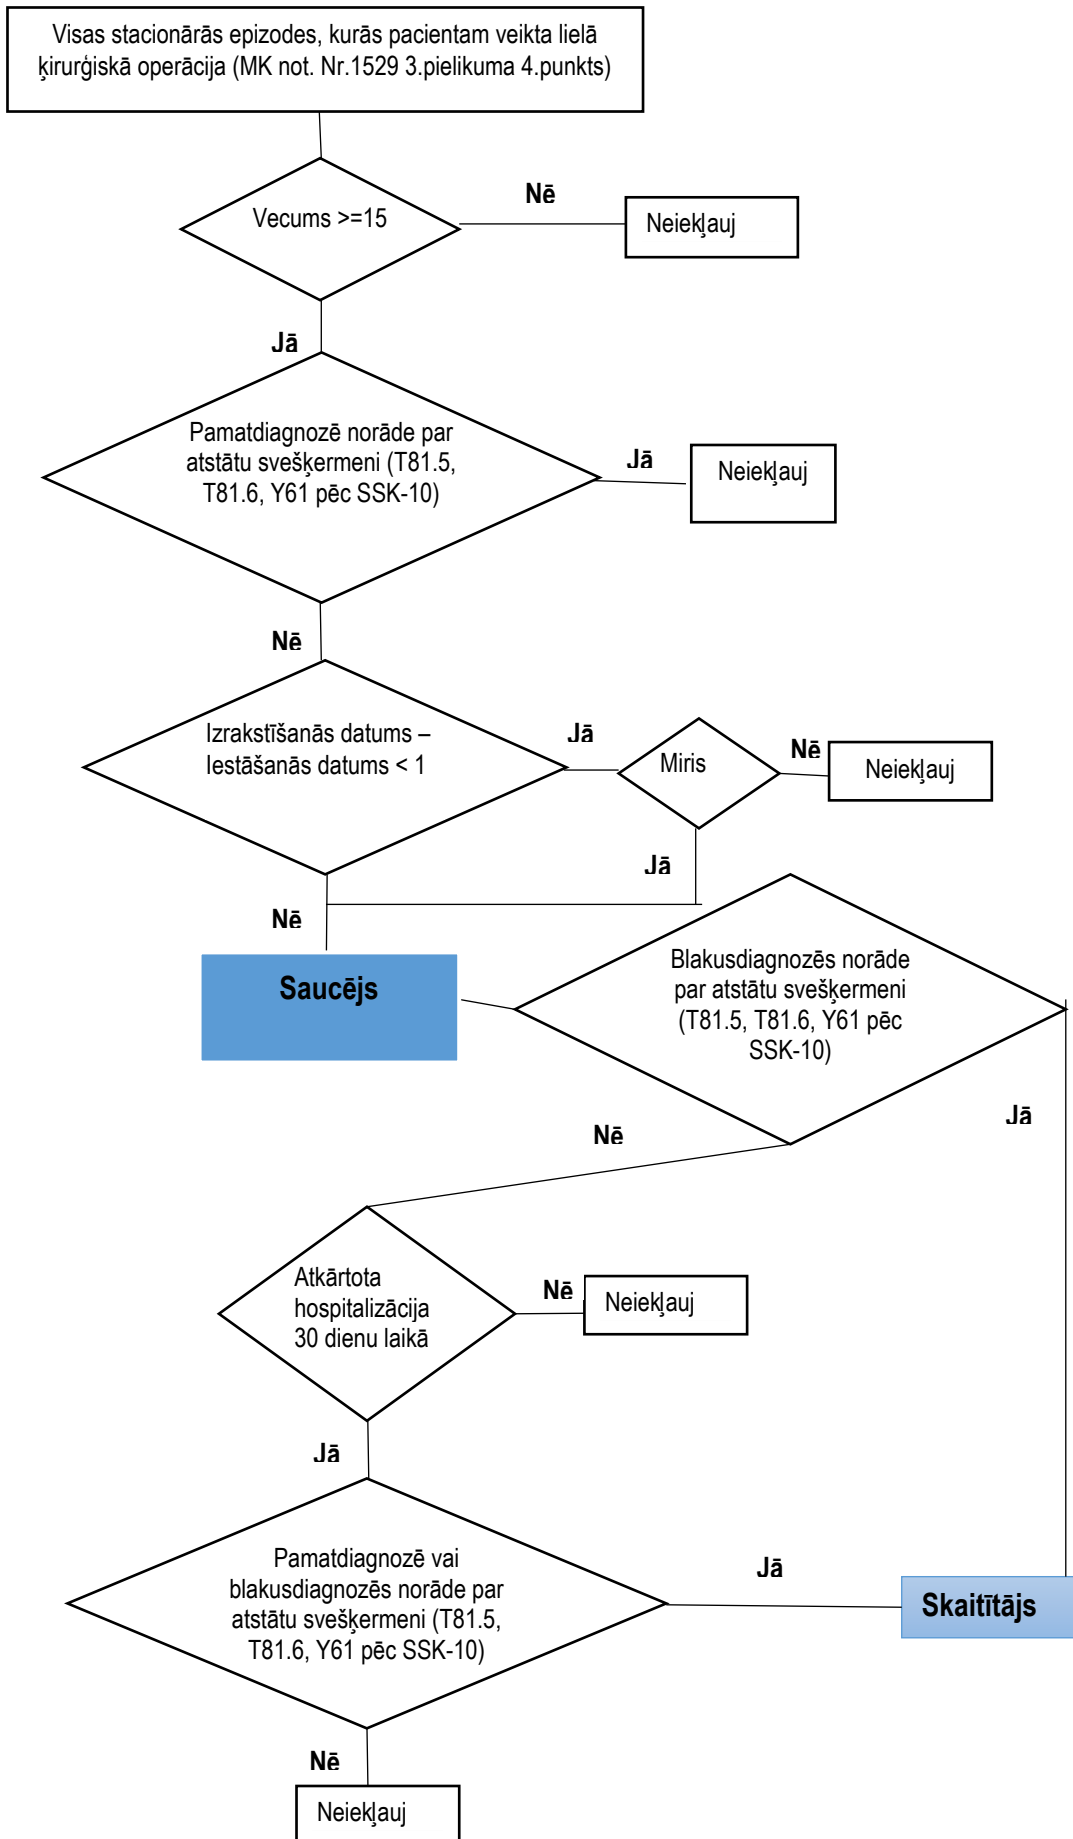 Visas stacionārās epizodes, kurās pacientam veikta lielā
ķirurģiskā operācija (MK not. Nr.1529 3.pielikuma 4.punkts)
Vecums >=15
Nē
Neiekļauj
Jā
Pamatdiagnozē norāde par
atstātu svešķermeni (T81.5,
T81.6, Y61 pēc SSK-10)
Jā
Neiekļauj
Nē
Izrakstīšanās datums –
Iestāšanās datums < 1
Jā
Miris
Nē
Neiekļauj
Jā
Nē
Saucējs
Blakusdiagnozēs norāde
par atstātu svešķermeni
(T81.5, T81.6, Y61 pēc
SSK-10)
Jā
Nē
Atkārtota
hospitalizācija
30 dienu laikā
Nē
Neiekļauj
Jā
Pamatdiagnozē vai
blakusdiagnozēs norāde par
atstātu svešķermeni (T81.5,
T81.6, Y61 pēc SSK-10)
Jā
Skaitītājs
Nē
Neiekļauj